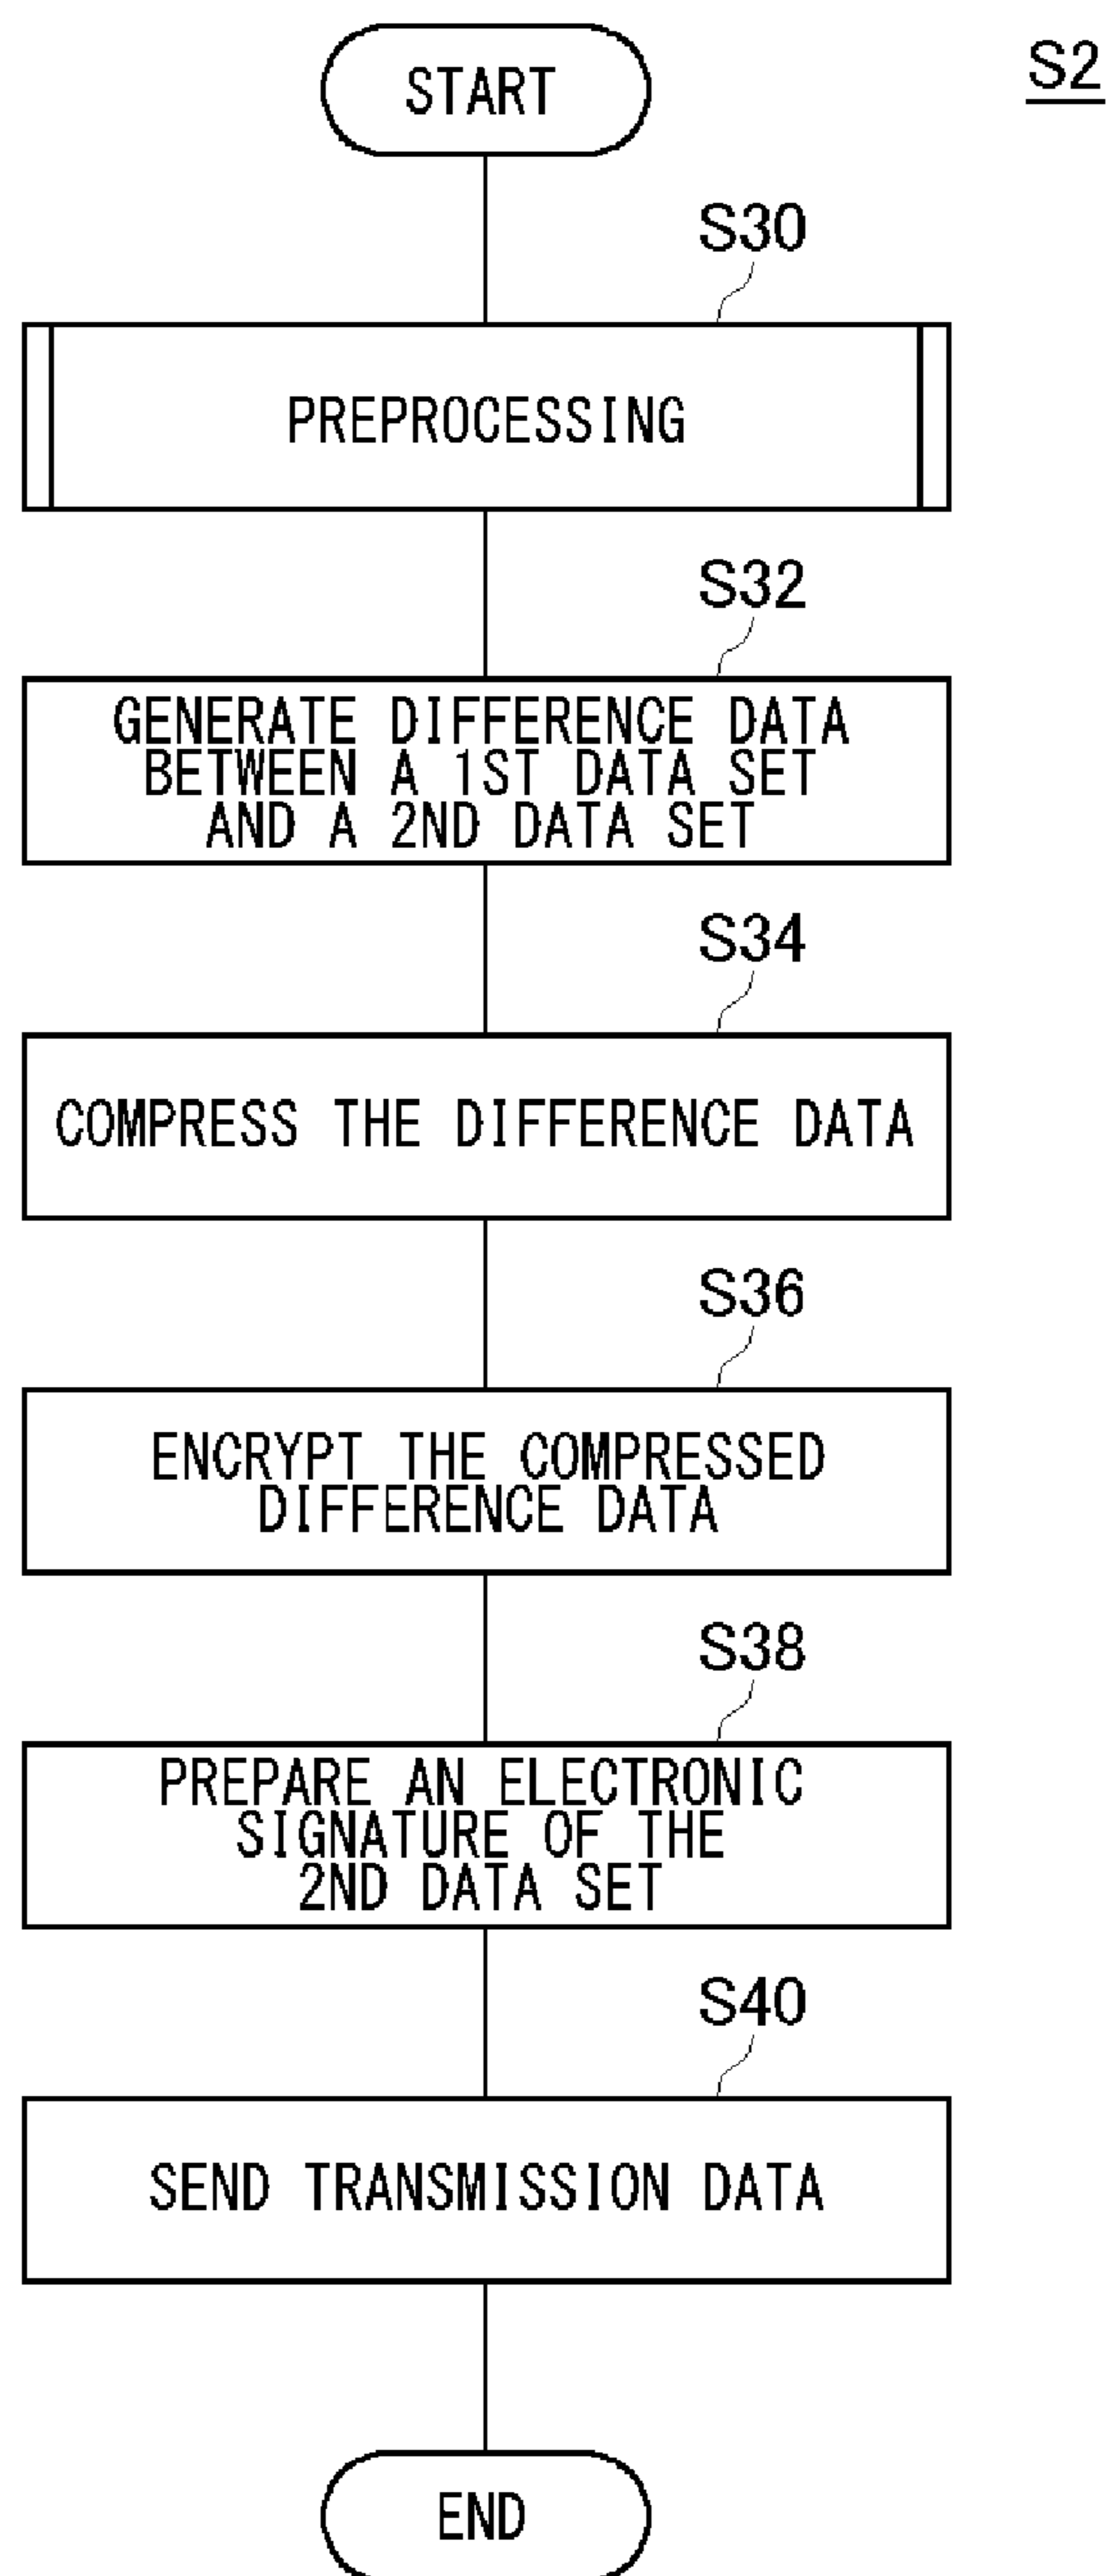 START
S2
S30
PREPROCESSING
S32
GENERATE DIFFERENCE DATA
BETWEEN A 1ST DATA SET
AND A 2ND DATA SET
S34
COMPRESS THE DIFFERENCE DATA
S36
ENCRYPT THE COMPRESSED
DIFFERENCE DATA
S38
PREPARE AN ELECTRONIC
SIGNATURE OF THE
2ND DATA SET
S40
SEND TRANSMISSION DATA
END